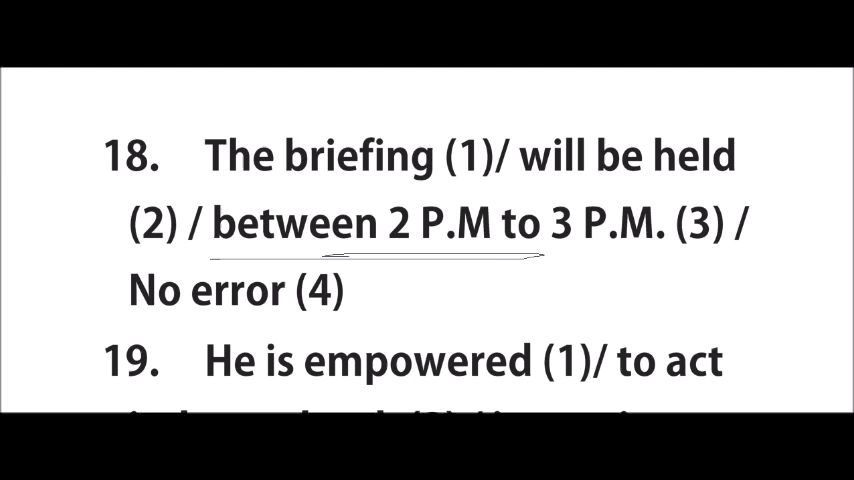 18. The briefing (1)/ will be held
(2) / between 2 P.M to 3 P.M. (3) /
No error (4)
19. He is empowered (1)/ to act